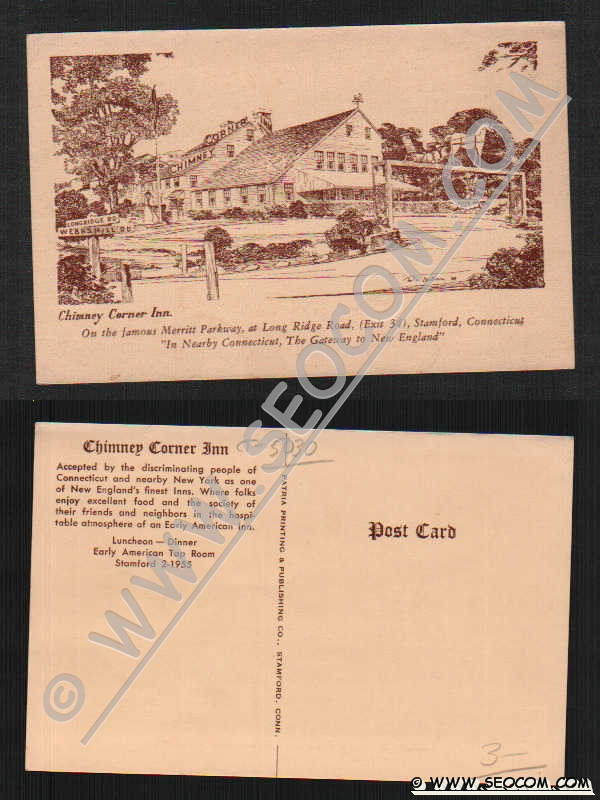 CHIMNEY CORNER
LONGRIDGE RD.
WEBBS HILL RD.
Chimney Corner Inn.
On the famous Merritt Parkway, at Long Ridge Road, (Exit 34), Stamford, Connecticut
"In Nearby Connecticut, The Gateway to New England"
Chimney Corner Inn
5030
Accepted by the discriminating people of
Connecticut and nearby New York as one
of New England's finest Inns. Where folks
enjoy excellent food and the society of
their friends and neighbors in the hospi-
table atmosphere of an Early American Inn.
Luncheon — Dinner
Early American Tap Room
Stamford 2-1955
PATRIA PRINTING & PUBLISHING CO., STAMFORD, CONN.
Post Card
3—
© WWW.SEOCOM.COM
© WWW.SEOCOM.COM